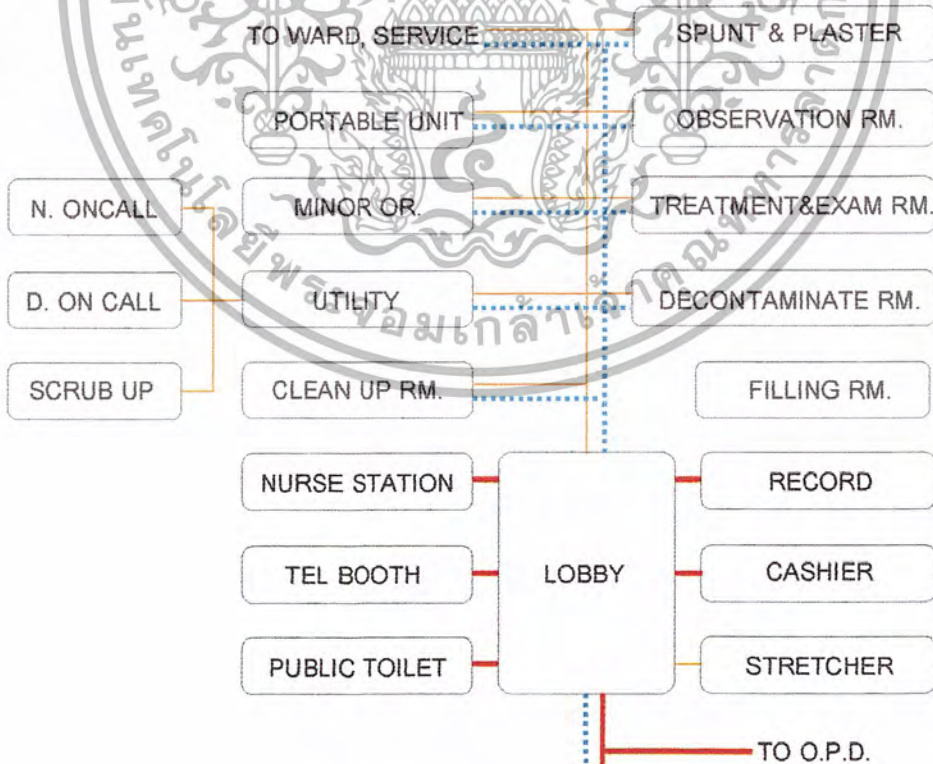 TO WARD, SERVICE
SPUNT & PLASTER
PORTABLE UNIT
OBSERVATION RM.
N. ONCALL
MINOR OR.
TREATMENT&EXAM RM.
D. ON CALL
UTILITY
DECONTAMINATE RM.
SCRUB UP
CLEAN UP RM.
FILLING RM.
NURSE STATION
RECORD
TEL BOOTH
LOBBY
CASHIER
PUBLIC TOILET
STRETCHER
TO O.P.D.